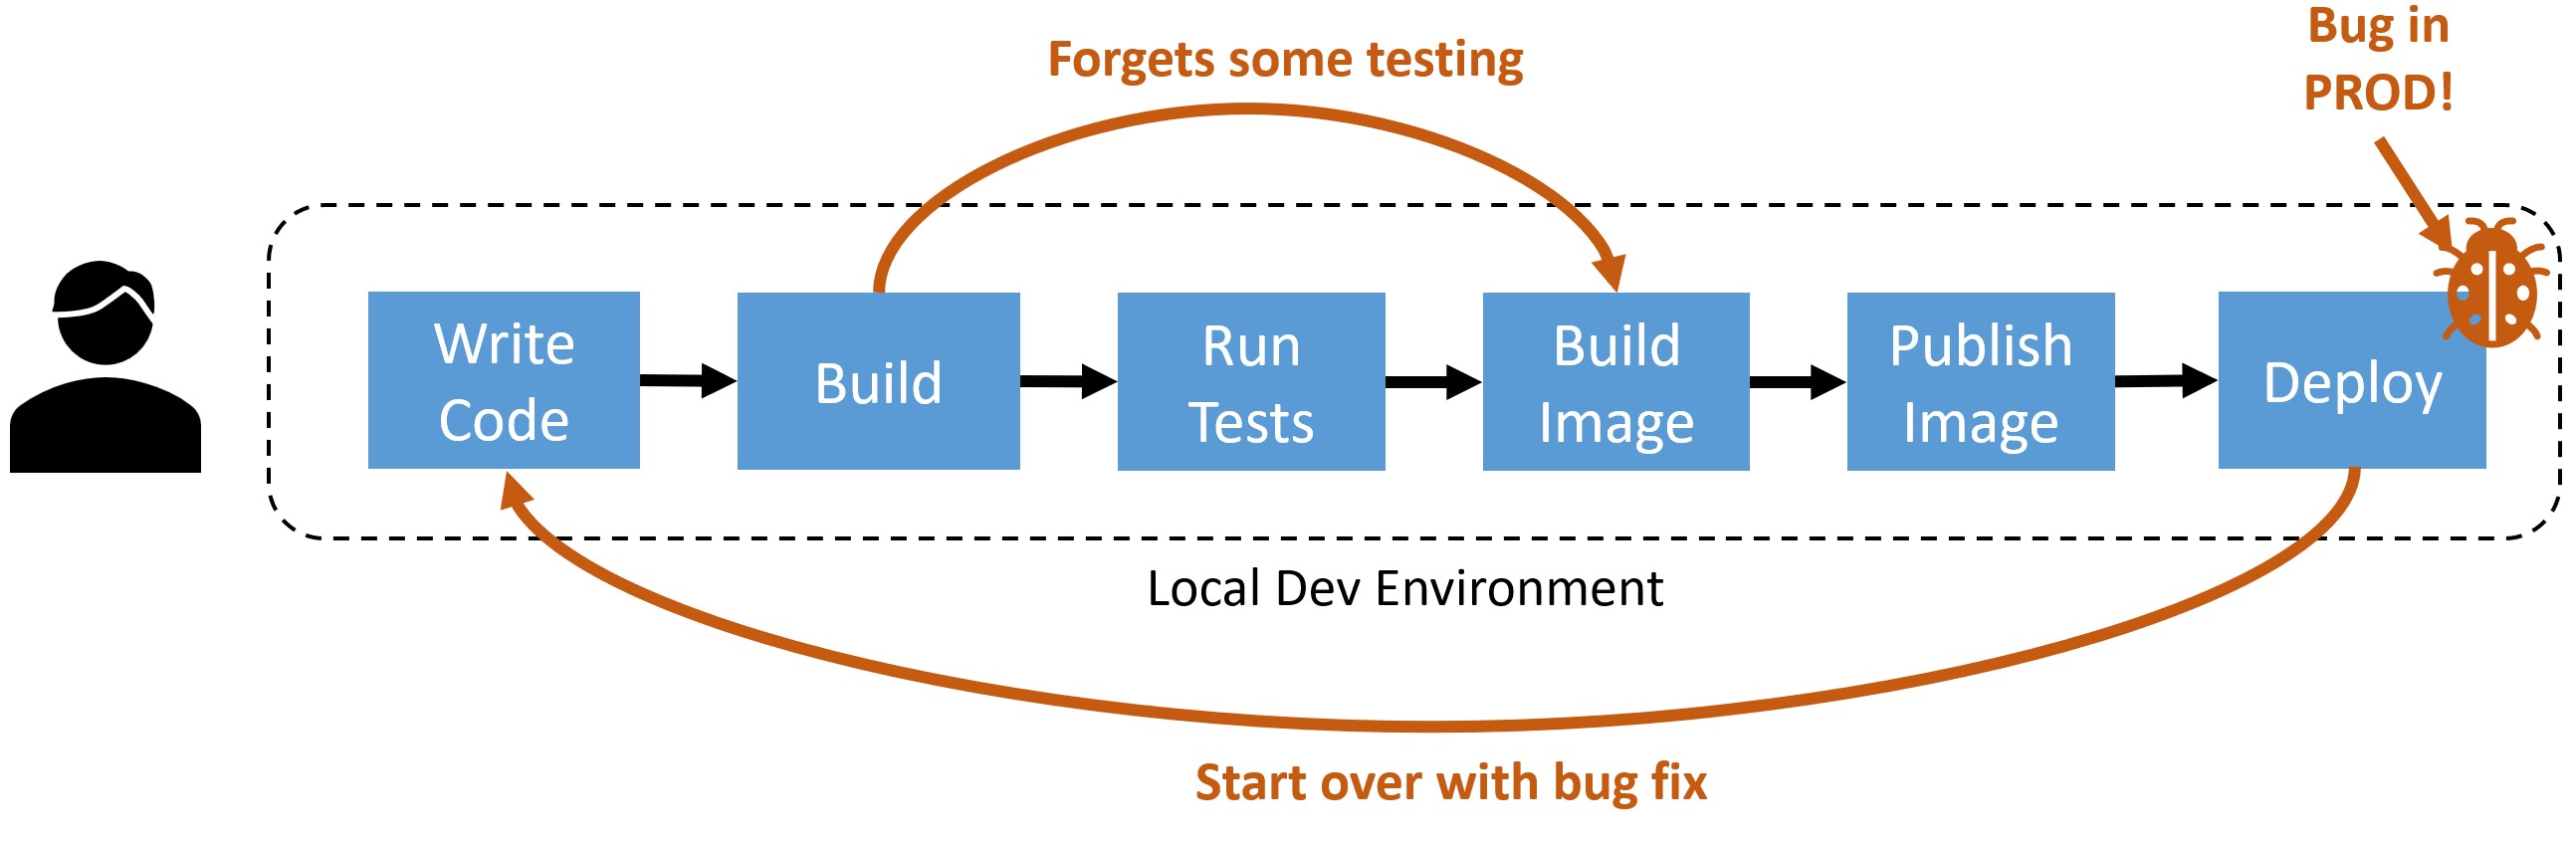 Forgets some testing
Bug in
PROD!
Write
Code
Build
Run
Tests
Build
Image
Publish
Image
Deploy
Local Dev Environment
Start over with bug fix